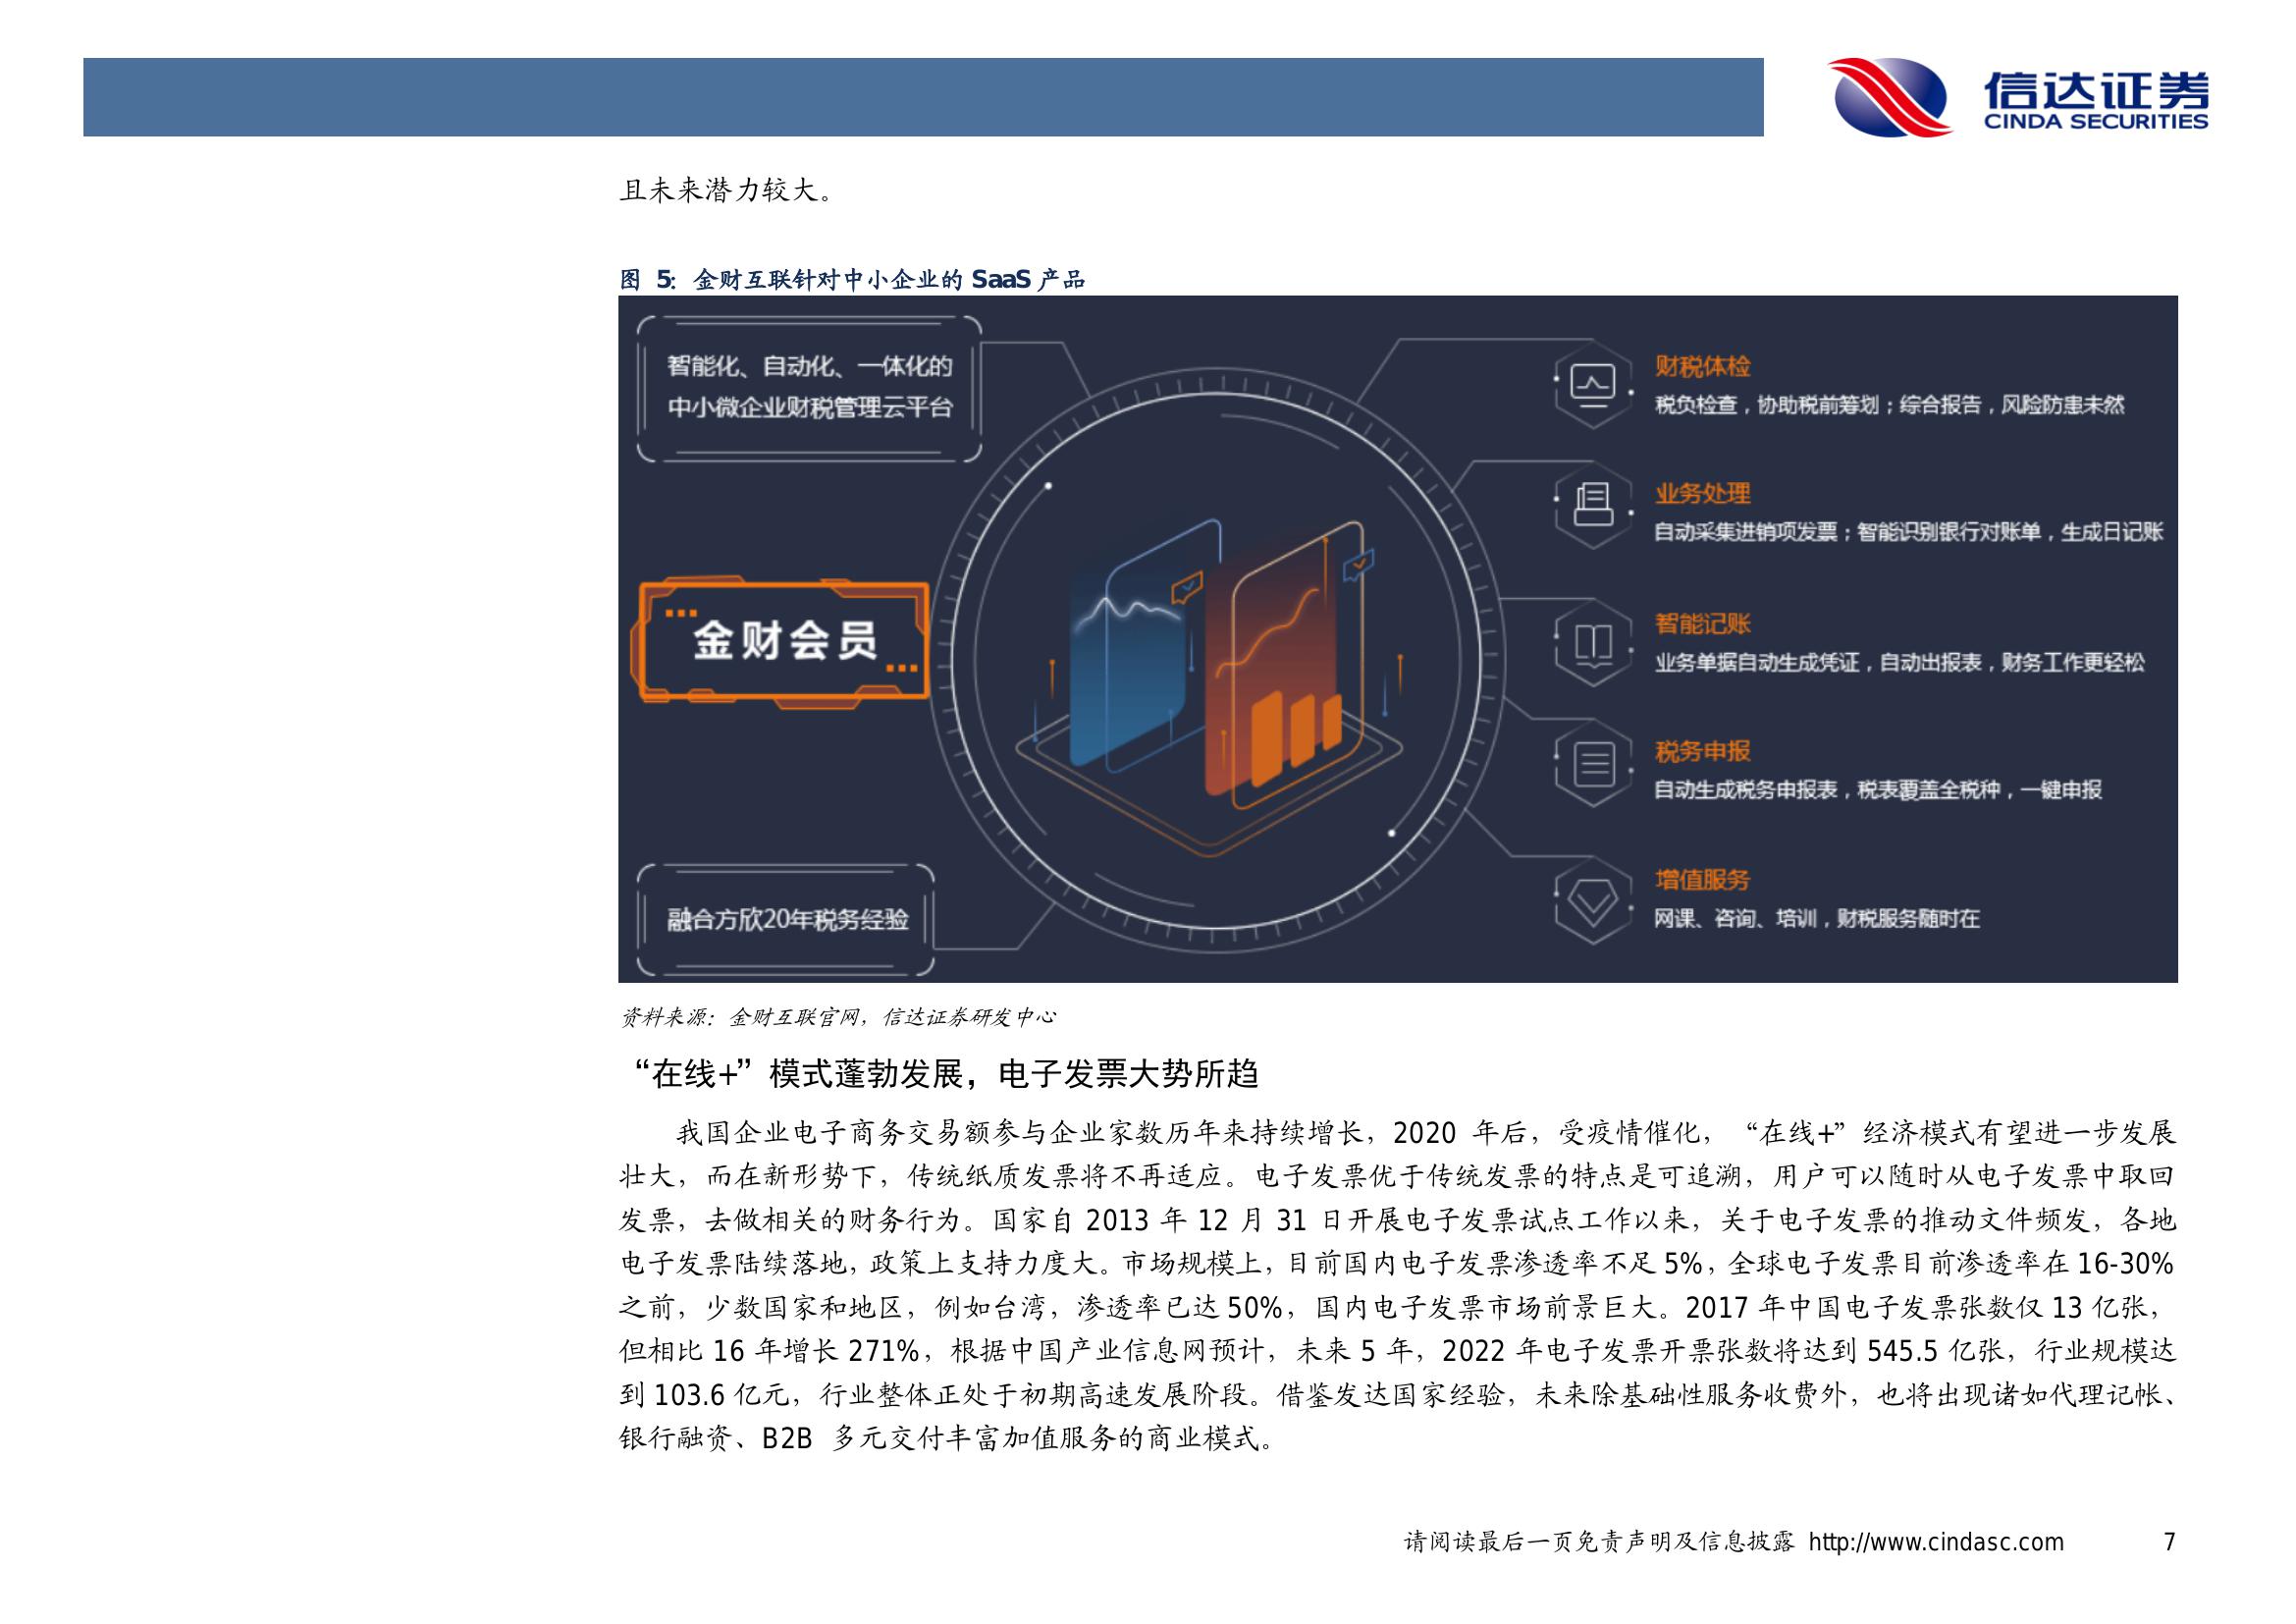 信达证券
CINDA SECURITIES
且未来潜力较大。
图 5: 金财互联针对中小企业的 SaaS 产品
智能化、自动化、一体化的
中小微企业财税管理云平台
金财会员
融合方欣20年税务经验
财税体检
税负检查，协助税前筹划；综合报告，风险防患未然
业务处理
自动采集进销项发票；智能识别银行对账单，生成日记账
智能记账
业务单据自动生成凭证，自动出报表，财务工作更轻松
税务申报
自动生成税务申报表，税表覆盖全税种，一键申报
增值服务
网课、咨询、培训，财税服务随时在
资料来源：金财互联官网，信达证券研发中心
“在线+”模式蓬勃发展，电子发票大势所趋
我国企业电子商务交易额参与企业家数历年来持续增长，2020 年后，受疫情催化， “在线+”经济模式有望进一步发展
壮大，而在新形势下，传统纸质发票将不再适应。电子发票优于传统发票的特点是可追溯，用户可以随时从电子发票中取回
发票，去做相关的财务行为。国家自 2013 年 12 月 31 日开展电子发票试点工作以来，关于电子发票的推动文件频发，各地
电子发票陆续落地，政策上支持力度大。市场规模上，目前国内电子发票渗透率不足 5%，全球电子发票目前渗透率在 16-30%
之前，少数国家和地区，例如台湾，渗透率已达 50%，国内电子发票市场前景巨大。2017 年中国电子发票张数仅 13 亿张，
但相比 16 年增长 271%，根据中国产业信息网预计，未来 5 年，2022 年电子发票开票张数将达到 545.5 亿张，行业规模达
到 103.6 亿元，行业整体正处于初期高速发展阶段。借鉴发达国家经验，未来除基础性服务收费外，也将出现诸如代理记帐、
银行融资、B2B 多元交付丰富加值服务的商业模式。
请阅读最后一页免责声明及信息披露 http://www.cindasc.com 7